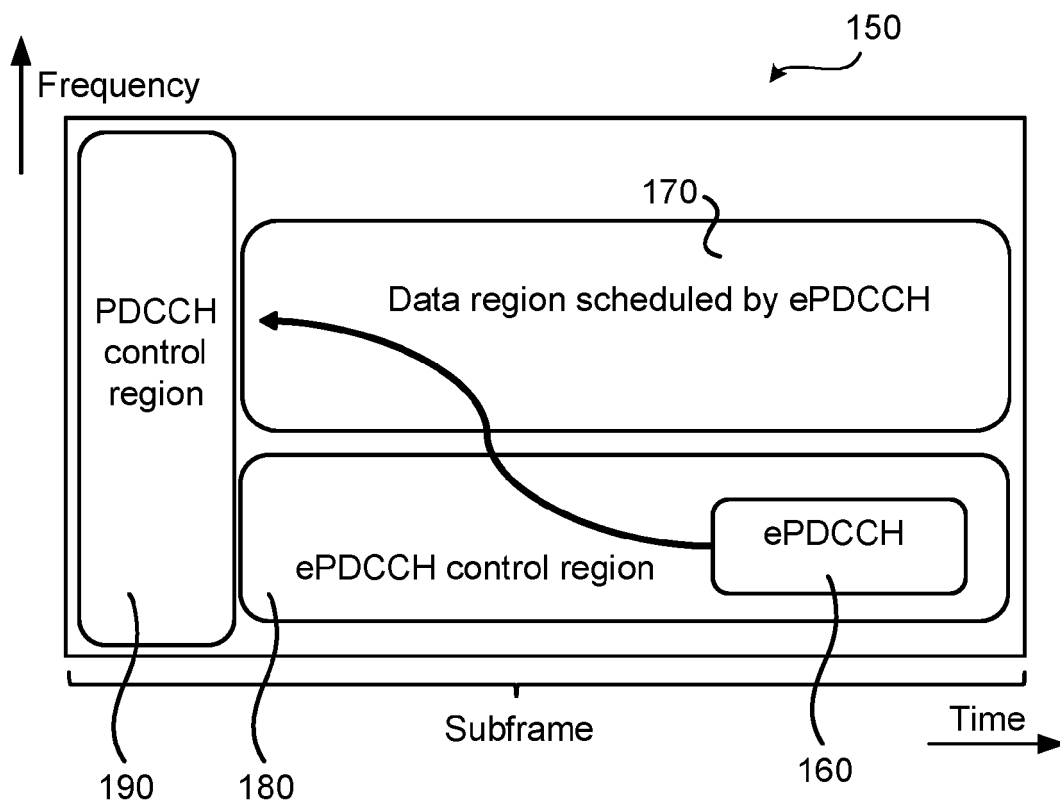 150
Frequency
170
PDCCH
control
region
Data region scheduled by ePDCCH
ePDCCH
ePDCCH control region
Subframe
Time
190
180
160